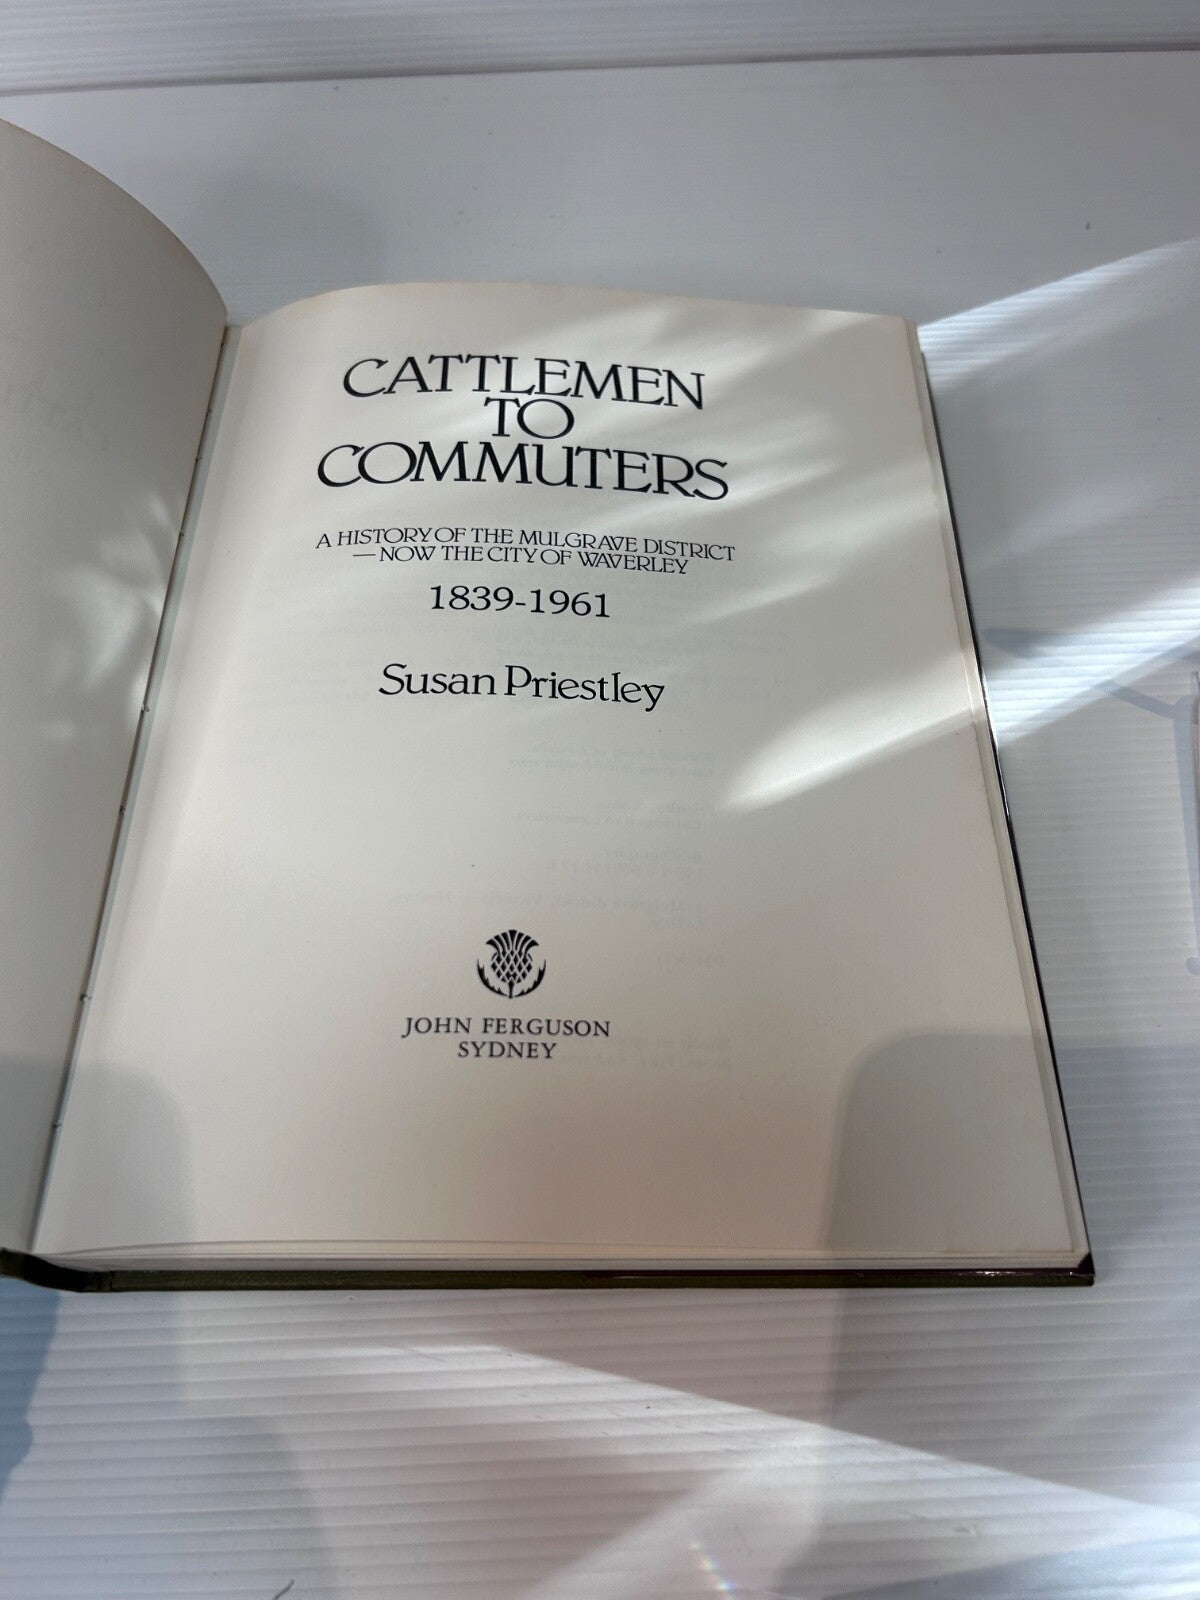 CATTLEMEN
TO
COMMUTERS
A HISTORY OF THE MULGRAVE DISTRICT
—NOW THE CITY OF WAVERLEY
1839-1961
Susan Priestley
JOHN FERGUSON
SYDNEY